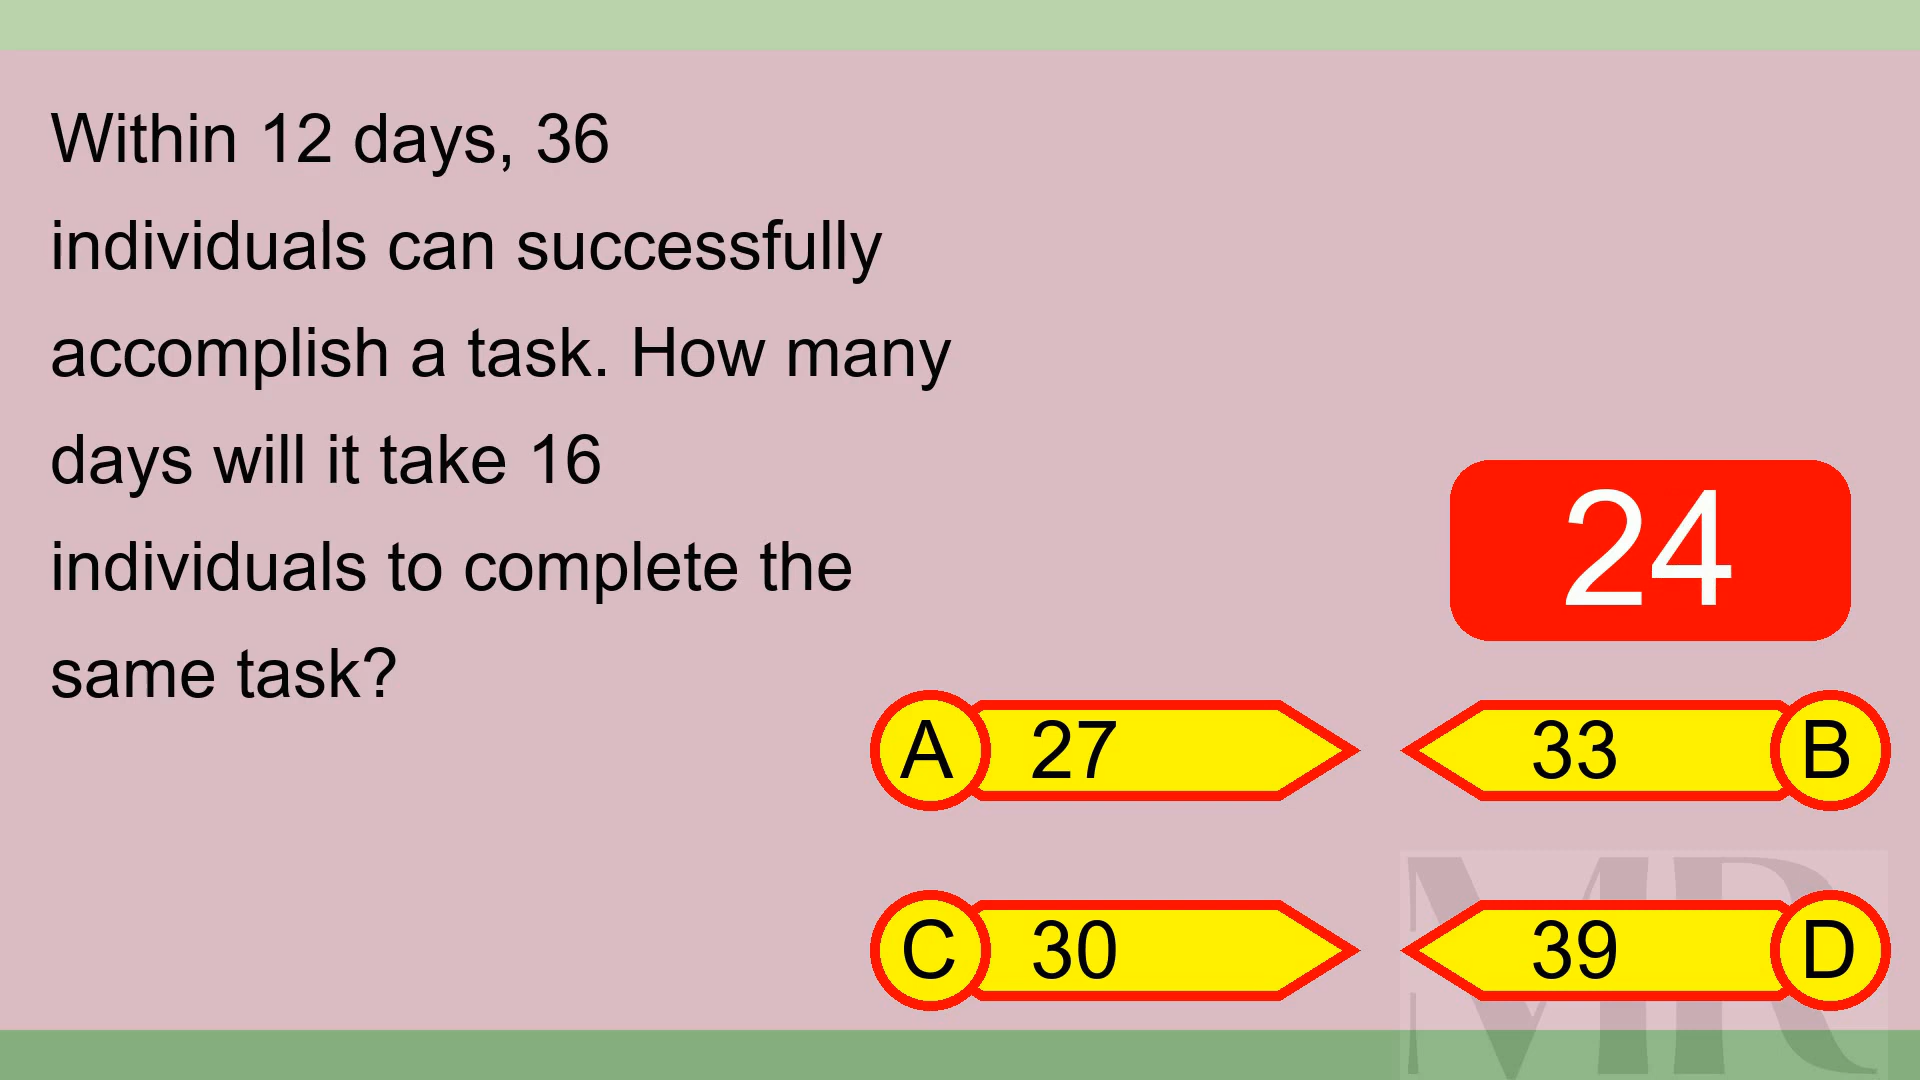 Within 12 days, 36
individuals can successfully
accomplish a task. How many
days will it take 16
individuals to complete the
same task?
24
A 27
33 B
C 30
39 D
MR